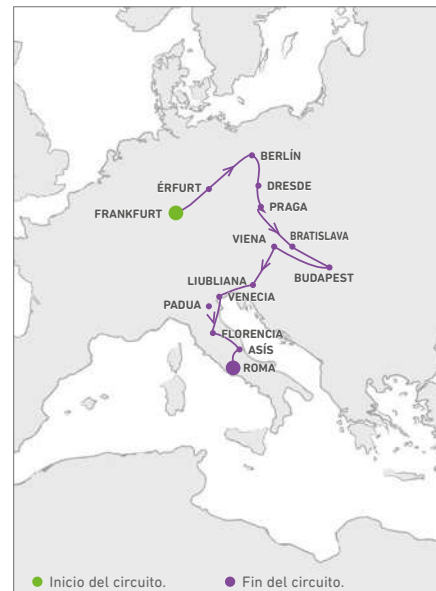 BERLÍN
ÉRFURT
DRESDE
FRANKFURT
PRAGA
VIENA
BRATISLAVA
BUDAPEST
LIUBLIANA
VENECIA
PADUA
FLORENCIA
ASÍS
ROMA
Inicio del circuito.
Fin del circuito.